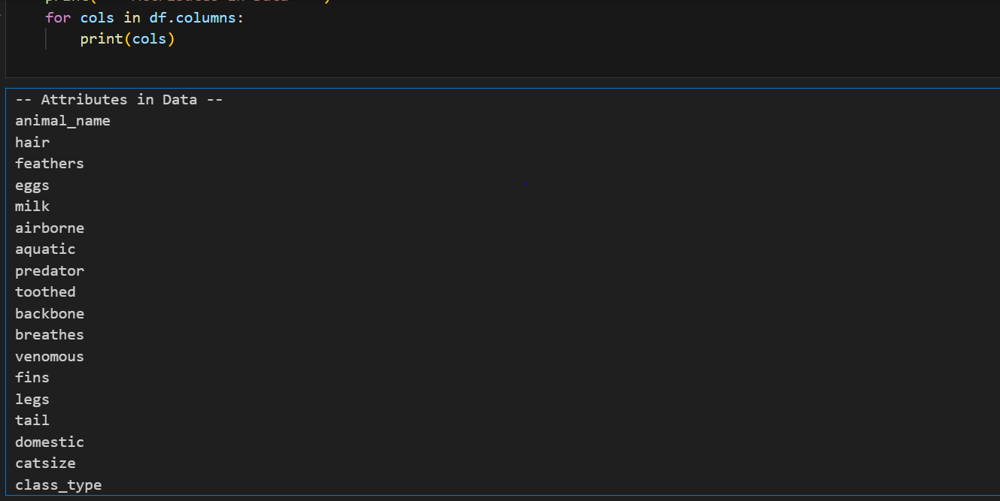 for cols in df.columns:
print(cols)
-- Attributes in Data --
animal_name
hair
feathers
eggs
milk
airborne
aquatic
predator
toothed
backbone
breathes
venomous
fins
legs
tail
domestic
catsize
class_type